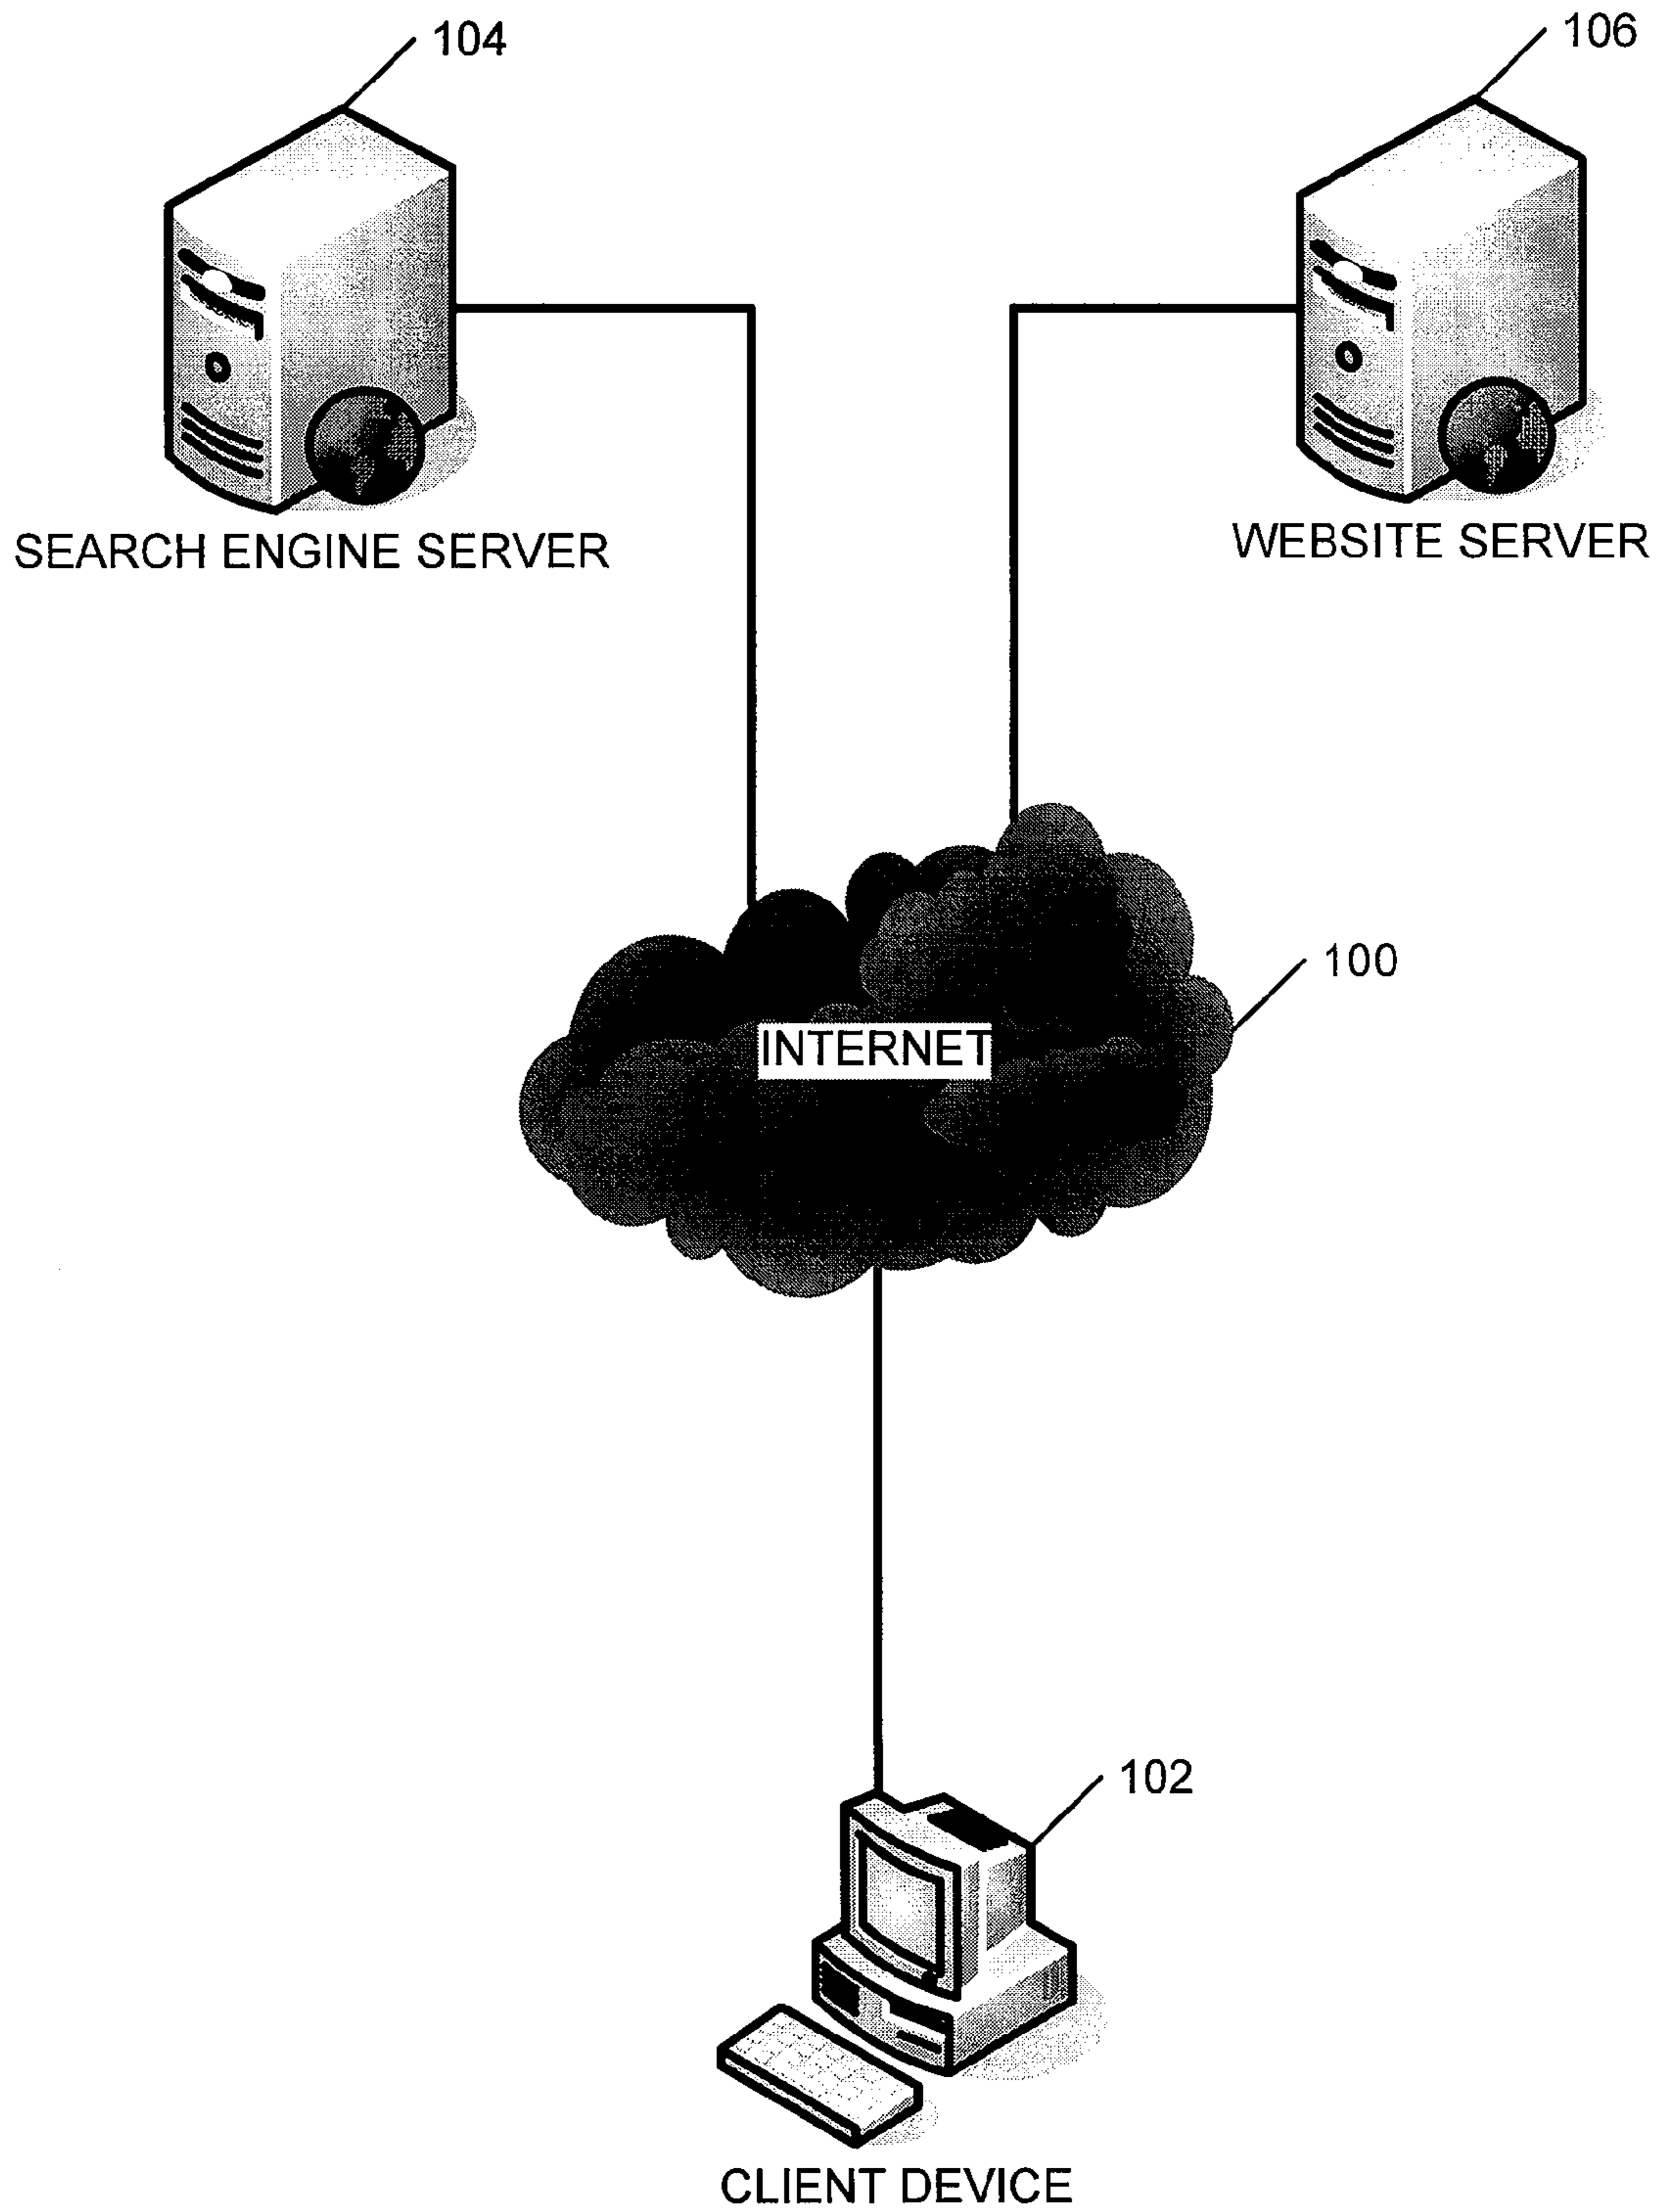 104
106
SEARCH ENGINE SERVER
WEBSITE SERVER
100
INTERNET
102
CLIENT DEVICE